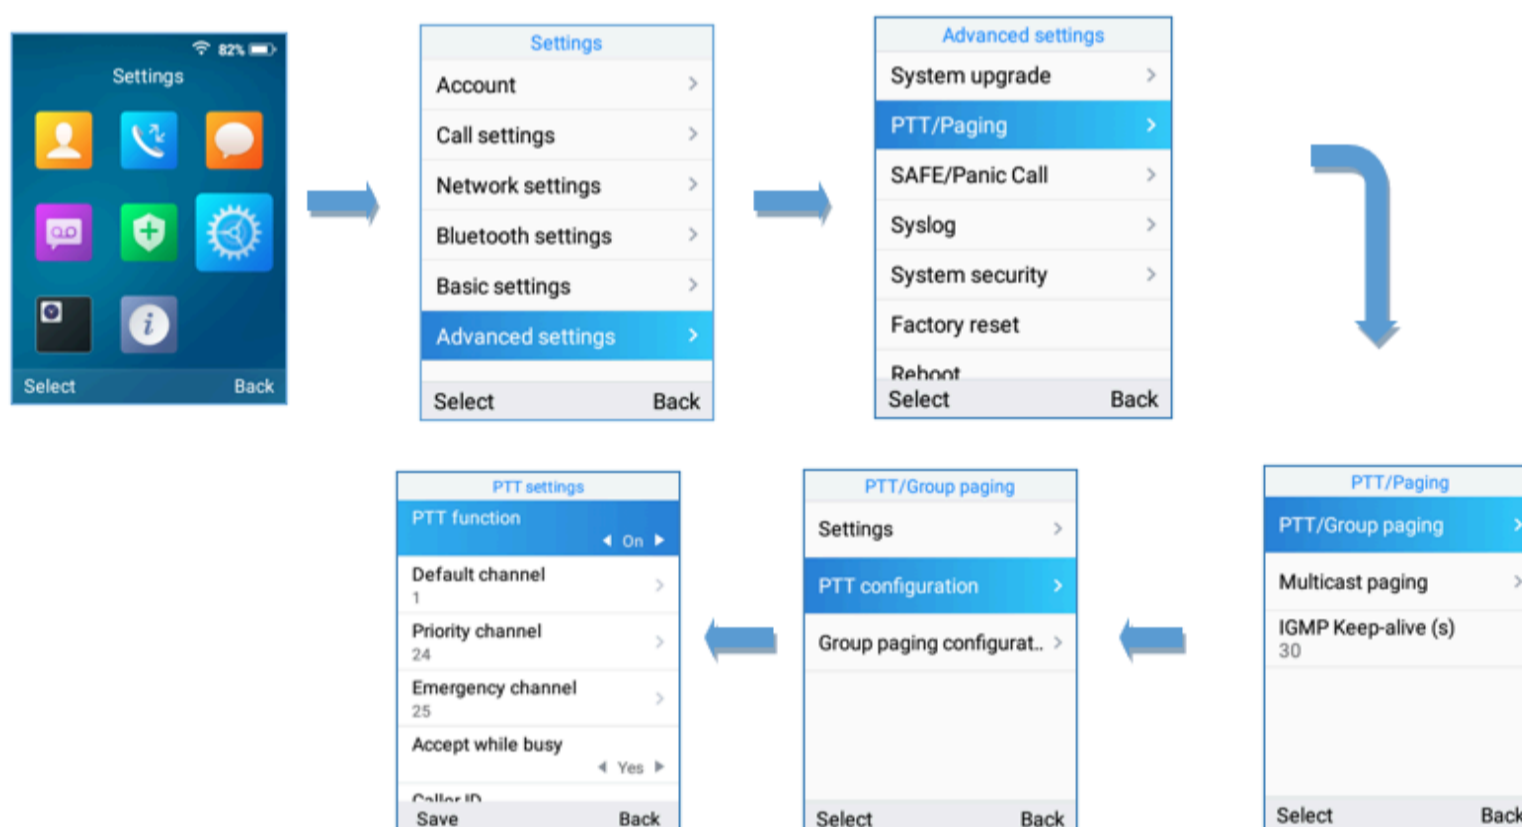 82%
Settings
Select Back
Settings
Account
Call settings
Network settings
Bluetooth settings
Basic settings
Advanced settings
Select Back
Advanced settings
System upgrade
PTT/Paging
SAFE/Panic Call
Syslog
System security
Factory reset
Reboot
Select Back
PTT/Paging
PTT/Group paging
Multicast paging
IGMP Keep-alive (s)
30
Select Back
PTT/Group paging
Settings
PTT configuration
Group paging configurat..
Select Back
PTT settings
PTT function
On
Default channel
1
Priority channel
24
Emergency channel
25
Accept while busy
Yes
Caller ID
Save Back